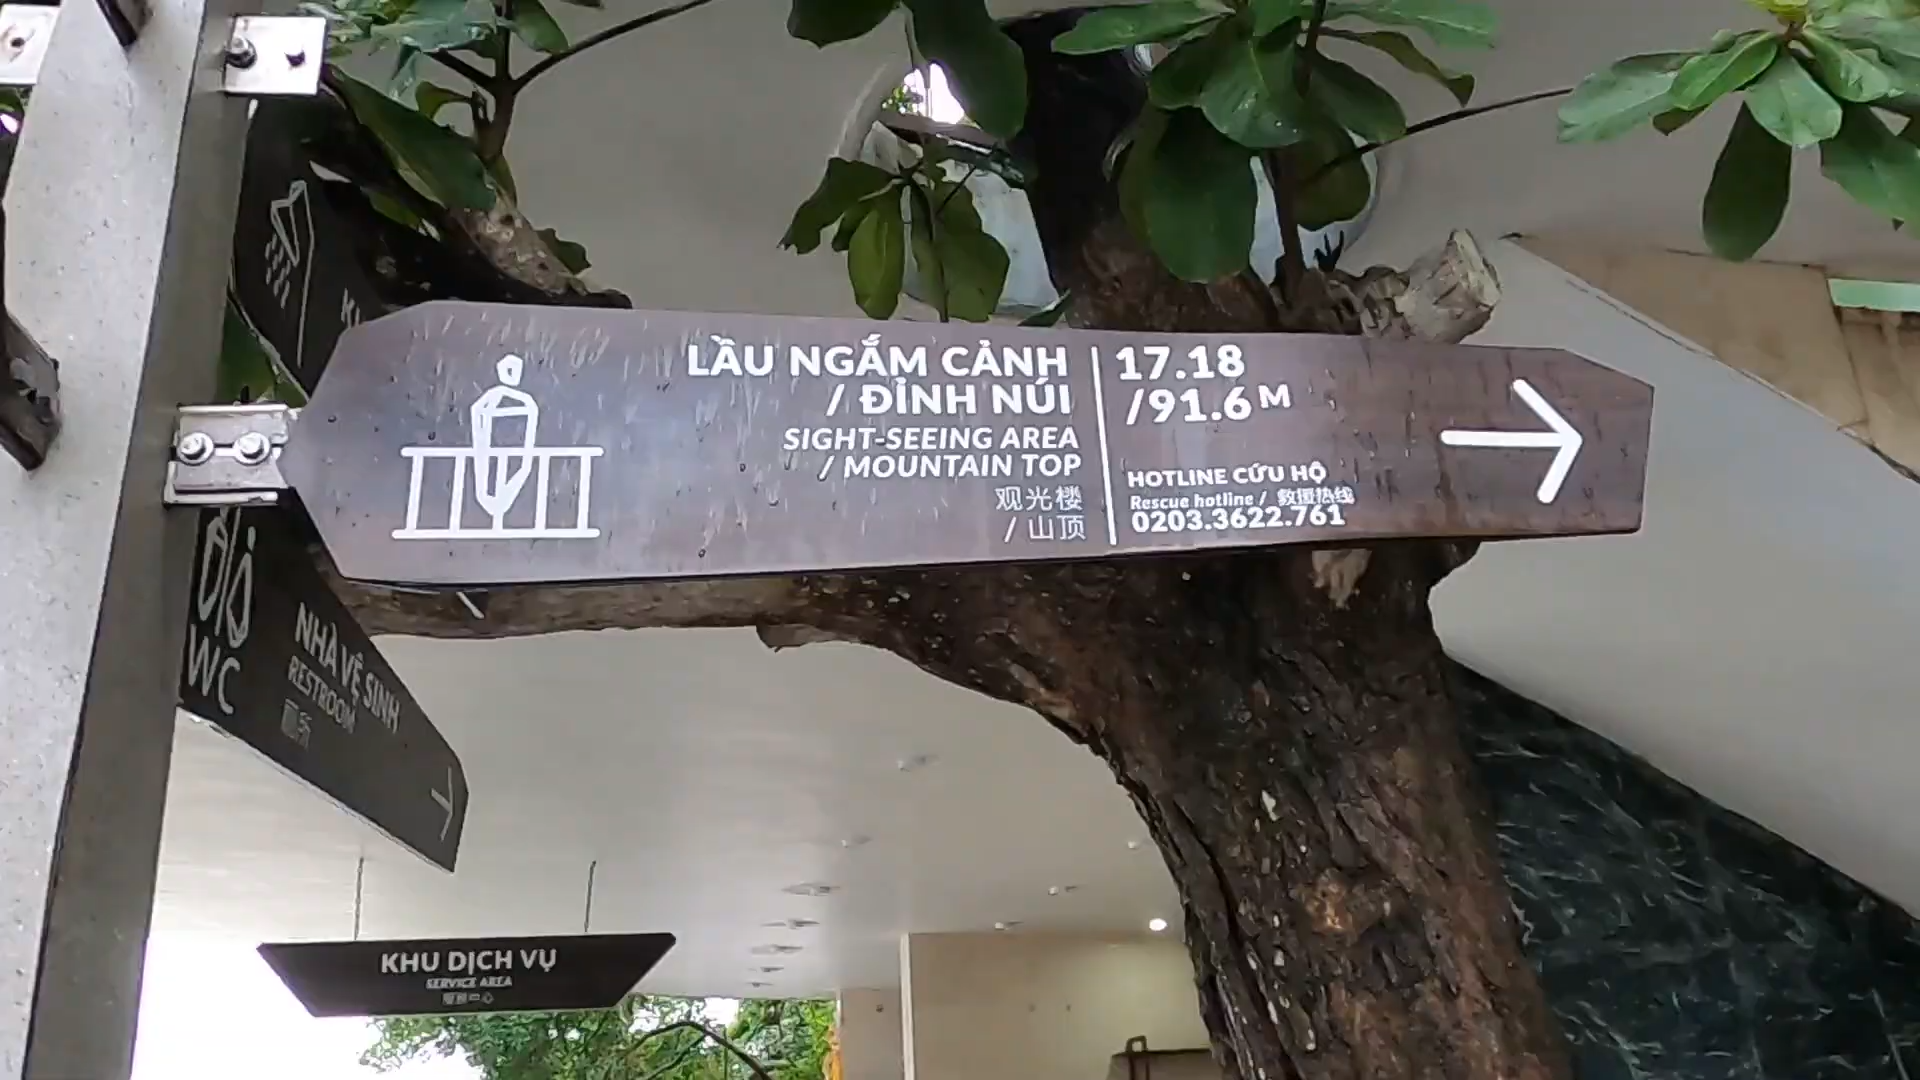 LẦU NGẮM CẢNH
/ ĐỈNH NÚI
SIGHT-SEEING AREA
/ MOUNTAIN TOP
观光楼
/ 山顶
17.18
/91.6 M
HOTLINE CỨU HỘ
Rescue hotline / 救援热线
0203.3622.761
WC
NHÀ VỆ SINH
RESTROOM
KHU DỊCH VỤ
SERVICE AREA